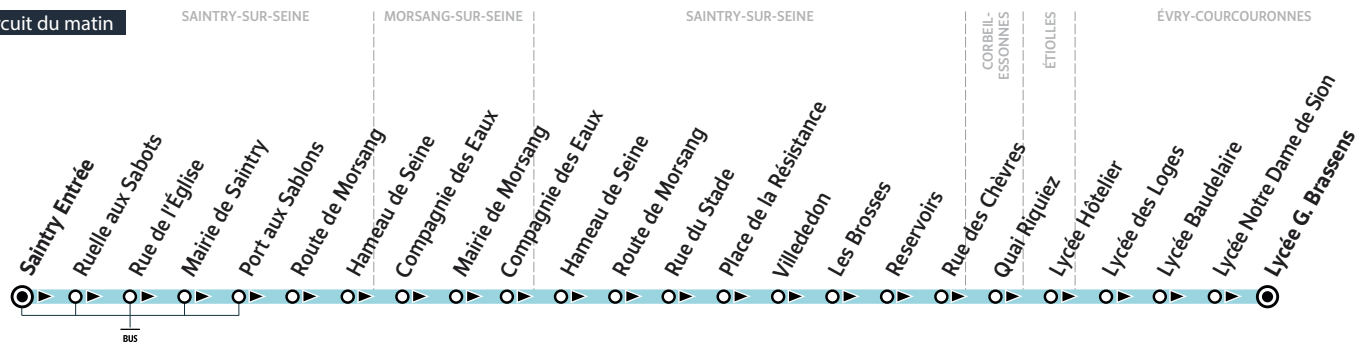 cuit du matin
SAINTRY-SUR-SEINE
MORSANG-SUR-SEINE
SAINTRY-SUR-SEINE
CORBEIL-
ESSONNES
ÉTIOLLES
ÉVRY-COURCOURONNES
Saintry Entrée
Ruelle aux Sabots
Rue de l'Église
Mairie de Saintry
Port aux Sablons
Route de Morsang
Hameau de Seine
Compagnie des Eaux
Mairie de Morsang
Compagnie des Eaux
Hameau de Seine
Route de Morsang
Rue du Stade
Place de la Résistance
Villededon
Les Brosses
Reservoirs
Rue des Chèvres
Quai Riquiez
Lycée Hôtelier
Lycée des Loges
Lycée Baudelaire
Lycée Notre Dame de Sion
Lycée G. Brassens
BUS